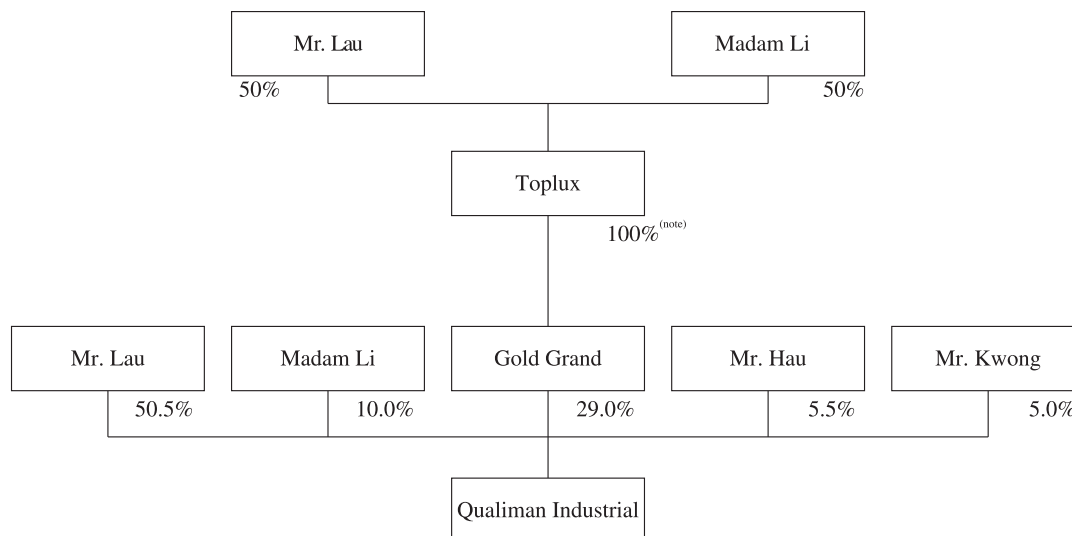 Mr. Lau
Madam Li
50%
50%
Toplux
100%(note)
Mr. Lau
Madam Li
Gold Grand
Mr. Hau
Mr. Kwong
50.5%
10.0%
29.0%
5.5%
5.0%
Qualiman Industrial